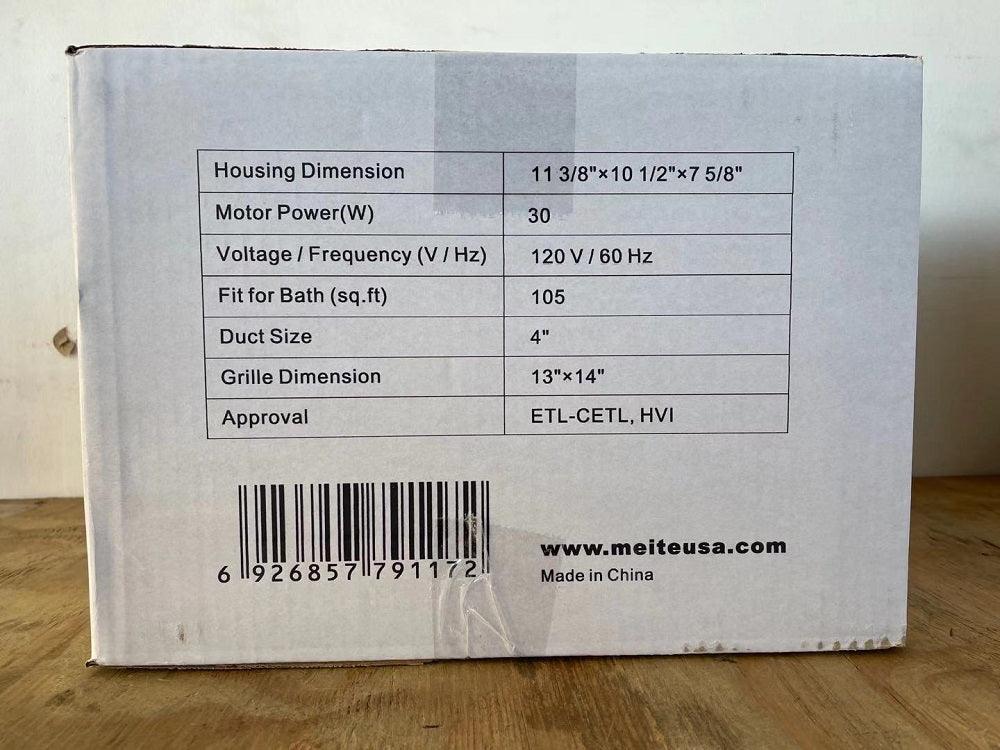 Housing Dimension 11 3/8"×10 1/2"×7 5/8"
Motor Power(W) 30
Voltage / Frequency (V / Hz) 120 V / 60 Hz
Fit for Bath (sq.ft) 105
Duct Size 4"
Grille Dimension 13"×14"
Approval ETL-CETL, HVI
6 926857 791172
www.meiteusa.com
Made in China